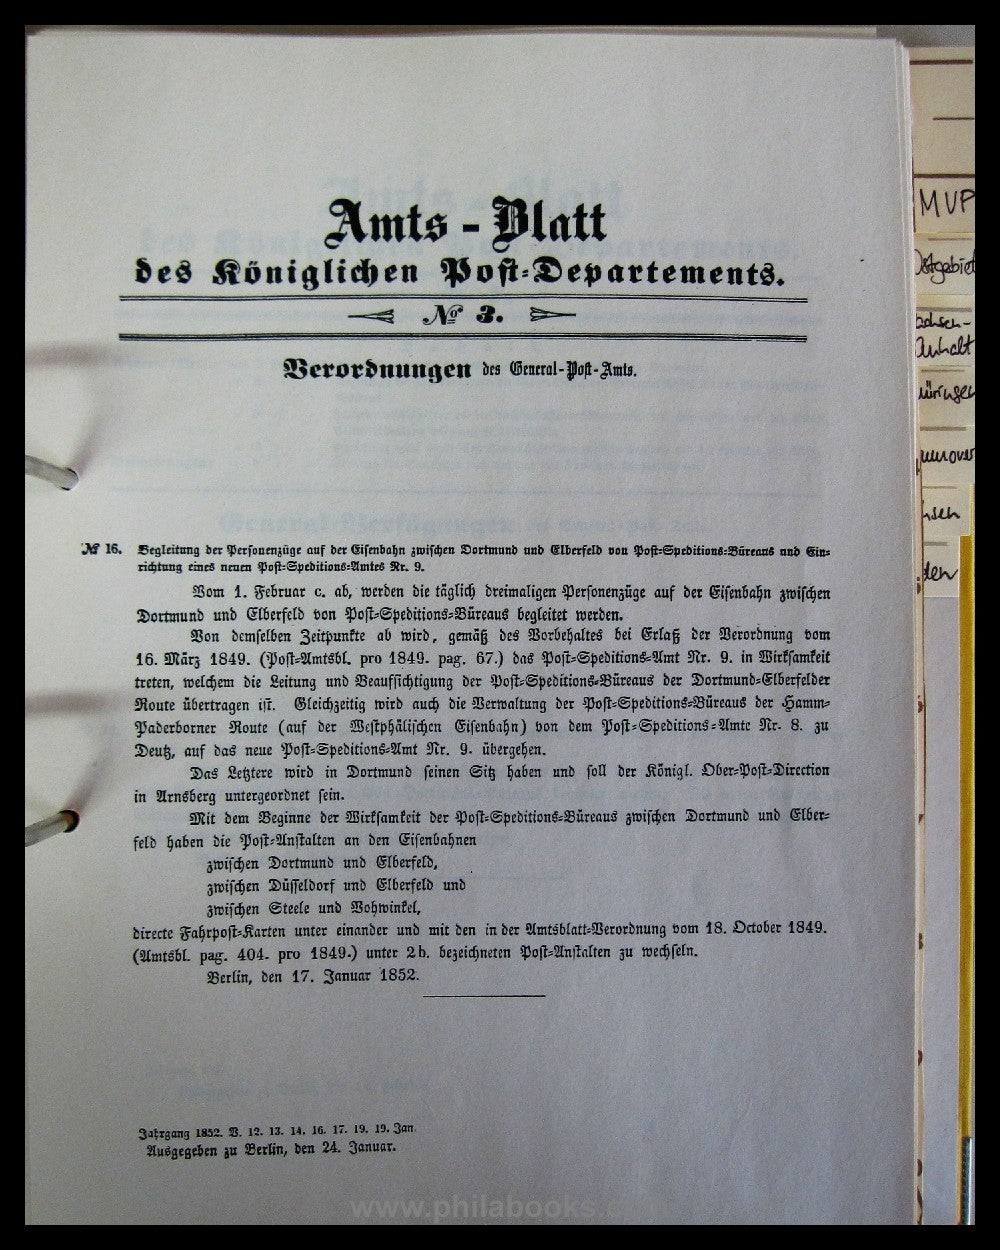 Amts-Blatt
des Königlichen Post-Departements.
No 3.
Verordnungen des General-Post-Amts.
№ 16. Begleitung der Personenzüge auf der Eisenbahn zwischen Dortmund und Elberfeld von Post-Speditions-Büreaus und Ein-
richtung eines neuen Post-Speditions-Amtes Nr. 9.
Vom 1. Februar c. ab, werden die täglich dreimaligen Personenzüge auf der Eisenbahn zwischen
Dortmund und Elberfeld von Post-Speditions-Büreaus begleitet werden.
Von demselben Zeitpunkte ab wird, gemäß des Vorbehaltes bei Erlaß der Verordnung vom
16. März 1849. (Post-Amtsbl. pro 1849. pag. 67.) das Post-Speditions-Amt Nr. 9. in Wirksamkeit
treten, welchem die Leitung und Beaufsichtigung der Post-Speditions-Büreaus der Dortmund-Elberfelder
Route übertragen ist. Gleichzeitig wird auch die Verwaltung der Post-Speditions-Büreaus der Hamm-
Paderborner Route (auf der Westphälischen Eisenbahn) von dem Post-Speditions-Amte Nr. 8. zu
Deutz, auf das neue Post-Speditions-Amt Nr. 9. übergehen.
Das Letztere wird in Dortmund seinen Sitz haben und soll der Königl. Ober-Post-Direction
in Arnsberg untergeordnet sein.
Mit dem Beginne der Wirksamkeit der Post-Speditions-Büreaus zwischen Dortmund und Elber-
feld haben die Post-Anstalten an den Eisenbahnen
zwischen Dortmund und Elberfeld,
zwischen Düsseldorf und Elberfeld und
zwischen Steele und Vohwinkel,
directe Fahrpost-Karten unter einander und mit den in der Amtsblatt-Verordnung vom 18. October 1849.
(Amtsbl. pag. 404. pro 1849.) unter 2b. bezeichneten Post-Anstalten zu wechseln.
Berlin, den 17. Januar 1852.
Jahrgang 1852. V. 12. 13. 14. 16. 17. 19. 19. Jan.
Ausgegeben zu Berlin, den 24. Januar.
MVP
Ostgebiet
achsen-
anhalt
üringen
nnover
hsen
den
www.philabooks.com